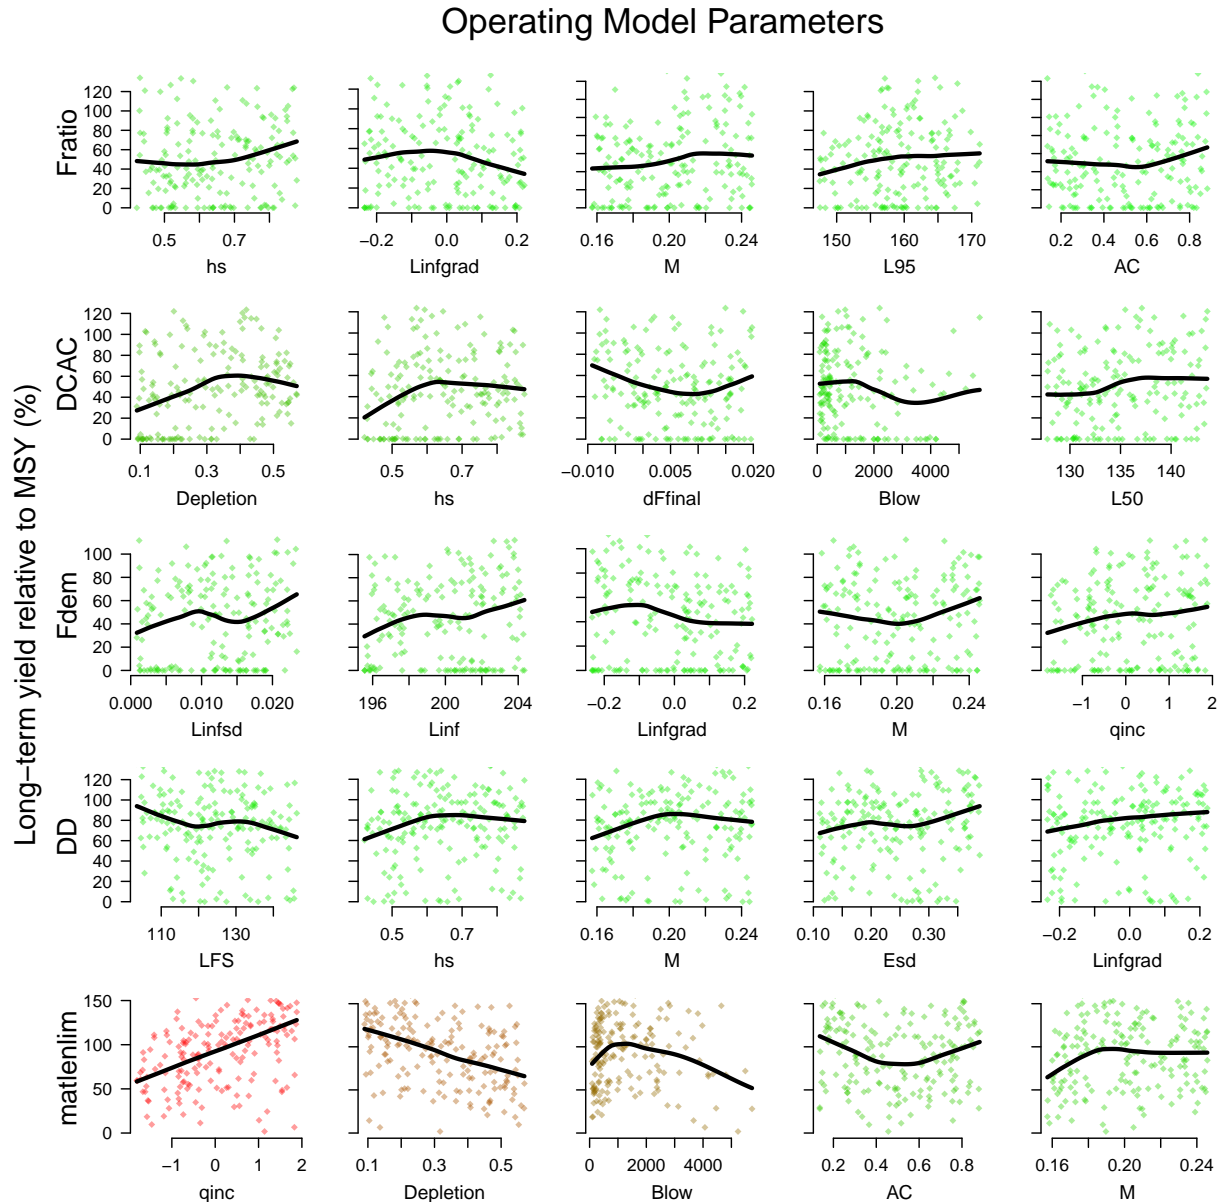 Operating Model Parameters
Long−term yield relative to MSY (%)
Fratio
0 20 40 60 80 100 120
0.5 0.7
hs
−0.2 0.0 0.2
Linfgrad
0.16 0.20 0.24
M
150 160 170
L95
0.2 0.4 0.6 0.8
AC
DCAC
0 20 40 60 80 100 120
0.1 0.3 0.5
Depletion
0.5 0.7
hs
−0.010 0.005 0.020
dFfinal
0 2000 4000
Blow
130 135 140
L50
Fdem
0 20 40 60 80 100
0.000 0.010 0.020
Linfsd
196 200 204
Linf
−0.2 0.0 0.2
Linfgrad
0.16 0.20 0.24
M
−1 0 1 2
qinc
DD
0 20 40 60 80 100 120
110 130
LFS
0.5 0.7
hs
0.16 0.20 0.24
M
0.10 0.20 0.30
Esd
−0.2 0.0 0.2
Linfgrad
matlenlim
0 50 100 150
−1 0 1 2
qinc
0.1 0.3 0.5
Depletion
0 2000 4000
Blow
0.2 0.4 0.6 0.8
AC
0.16 0.20 0.24
M